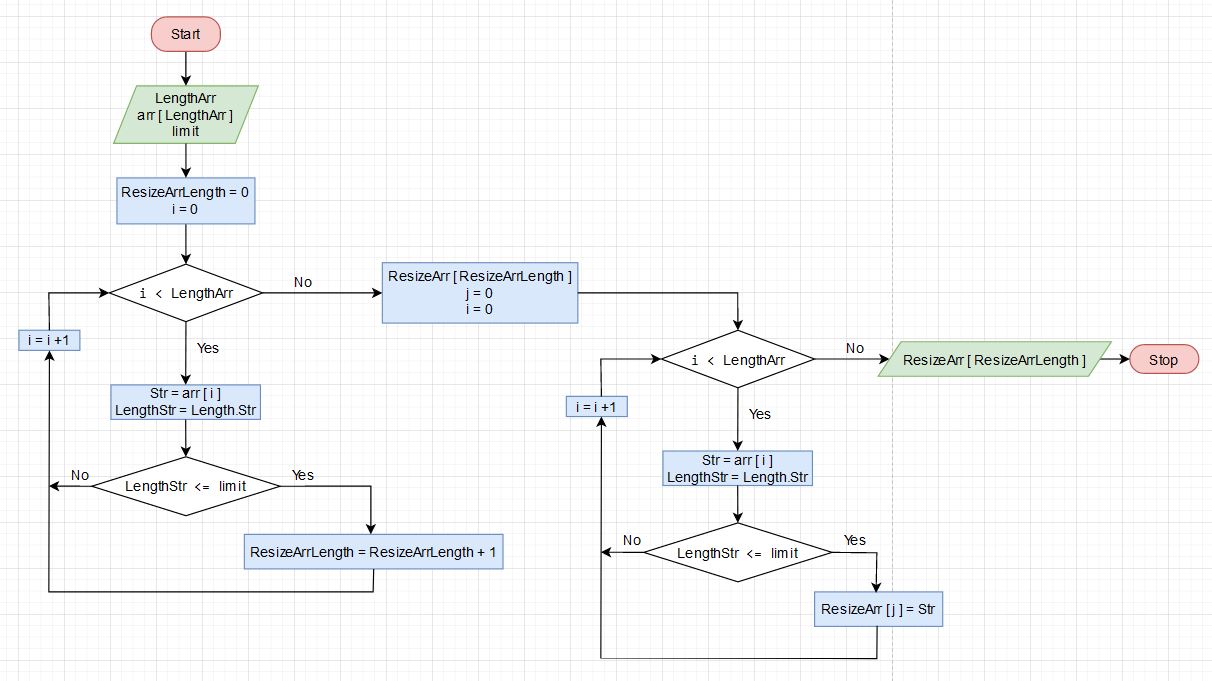 Start
LengthArr
arr [ LengthArr ]
limit
ResizeArrLength = 0
i = 0
i < LengthArr
No
Yes
i = i +1
Str = arr [ i ]
LengthStr = Length.Str
LengthStr <= limit
No
Yes
ResizeArrLength = ResizeArrLength + 1
ResizeArr [ ResizeArrLength ]
j = 0
i = 0
i < LengthArr
No
Yes
i = i +1
Str = arr [ i ]
LengthStr = Length.Str
LengthStr <= limit
No
Yes
ResizeArr [ j ] = Str
ResizeArr [ ResizeArrLength ]
Stop